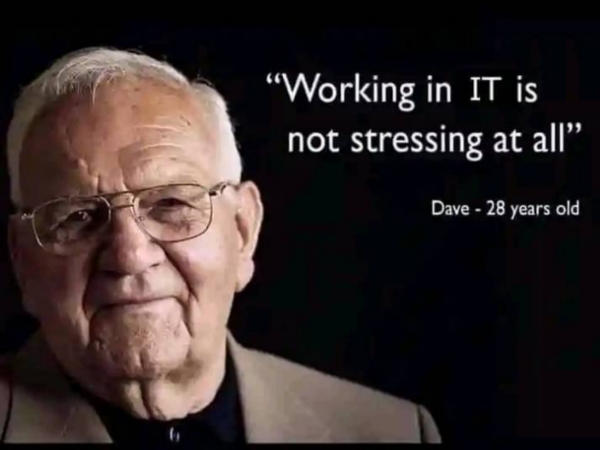 “Working in IT is
not stressing at all”
Dave - 28 years old